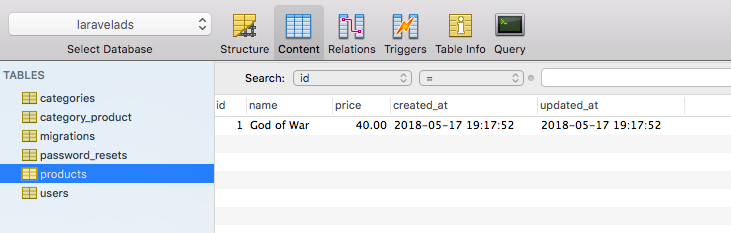 laravelads
Select Database
Structure Content Relations Triggers Table Info Query
TABLES
categories
category_product
migrations
password_resets
products
users
Search: id =
id name price created_at updated_at
1 God of War 40.00 2018-05-17 19:17:52 2018-05-17 19:17:52